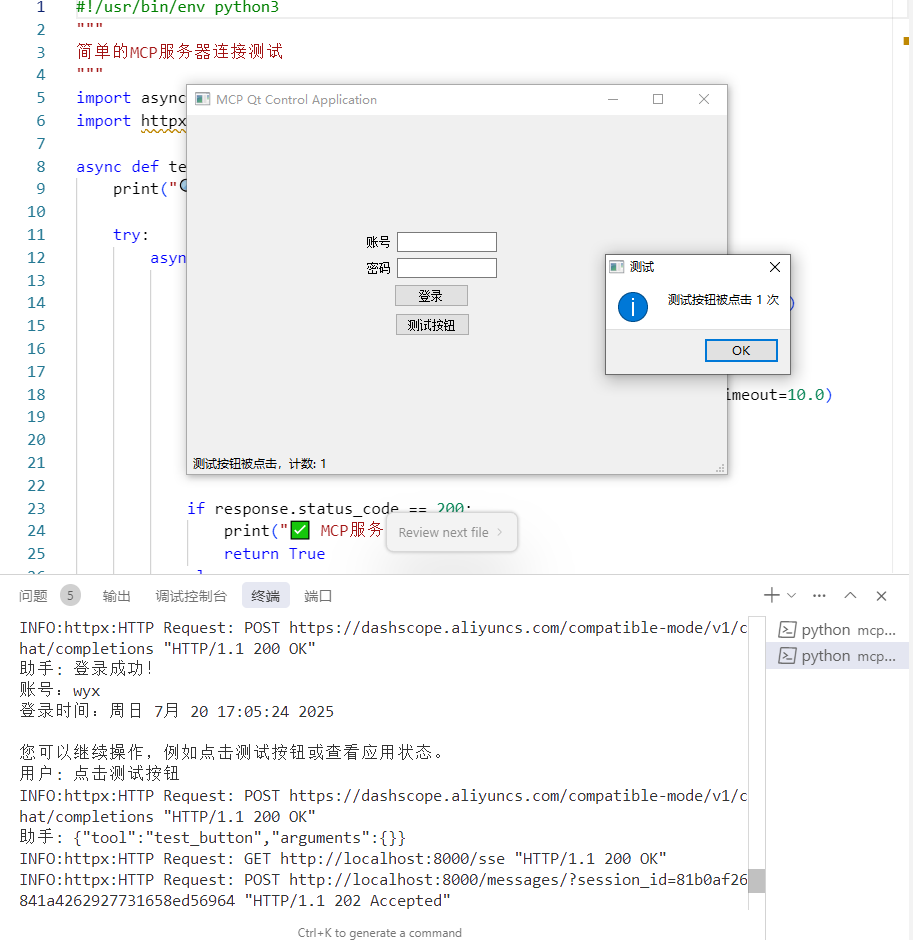 1 #!/usr/bin/env python3
2 """
3 简单的MCP服务器连接测试
4 """
5 import async
6 import httpx
7
8 async def te
9 print("
10
11 try:
12 asyn
13
14 )
15
16
17
18 imeout=10.0)
19
20
21
22
23 if response.status_code == 200:
24 print("✅ MCP服务
25 return True
MCP Qt Control Application
账号
密码
登录
测试按钮
测试按钮被点击，计数: 1
测试
测试按钮被点击 1 次
OK
Review next file
问题 5 输出 调试控制台 终端 端口
python mcp...
python mcp...
INFO:httpx:HTTP Request: POST https://dashscope.aliyuncs.com/compatible-mode/v1/c
hat/completions "HTTP/1.1 200 OK"
助手: 登录成功!
账号: wyx
登录时间: 周日 7月 20 17:05:24 2025
您可以继续操作，例如点击测试按钮或查看应用状态。
用户: 点击测试按钮
INFO:httpx:HTTP Request: POST https://dashscope.aliyuncs.com/compatible-mode/v1/c
hat/completions "HTTP/1.1 200 OK"
助手: {"tool":"test_button","arguments":{}}
INFO:httpx:HTTP Request: GET http://localhost:8000/sse "HTTP/1.1 200 OK"
INFO:httpx:HTTP Request: POST http://localhost:8000/messages/?session_id=81b0af26
841a4262927731658ed56964 "HTTP/1.1 202 Accepted"
Ctrl+K to generate a command